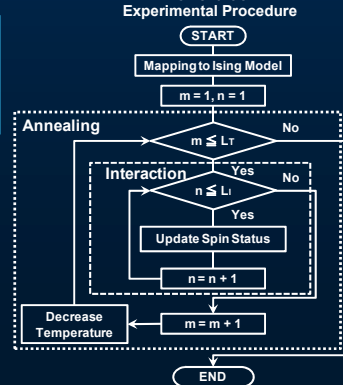 Experimental Procedure
START
Mapping to Ising Model
m = 1, n = 1
Annealing
m ≦ LT
No
Yes
Interaction
n ≦ LI
No
Yes
Update Spin Status
n = n + 1
Decrease
Temperature
m = m + 1
END